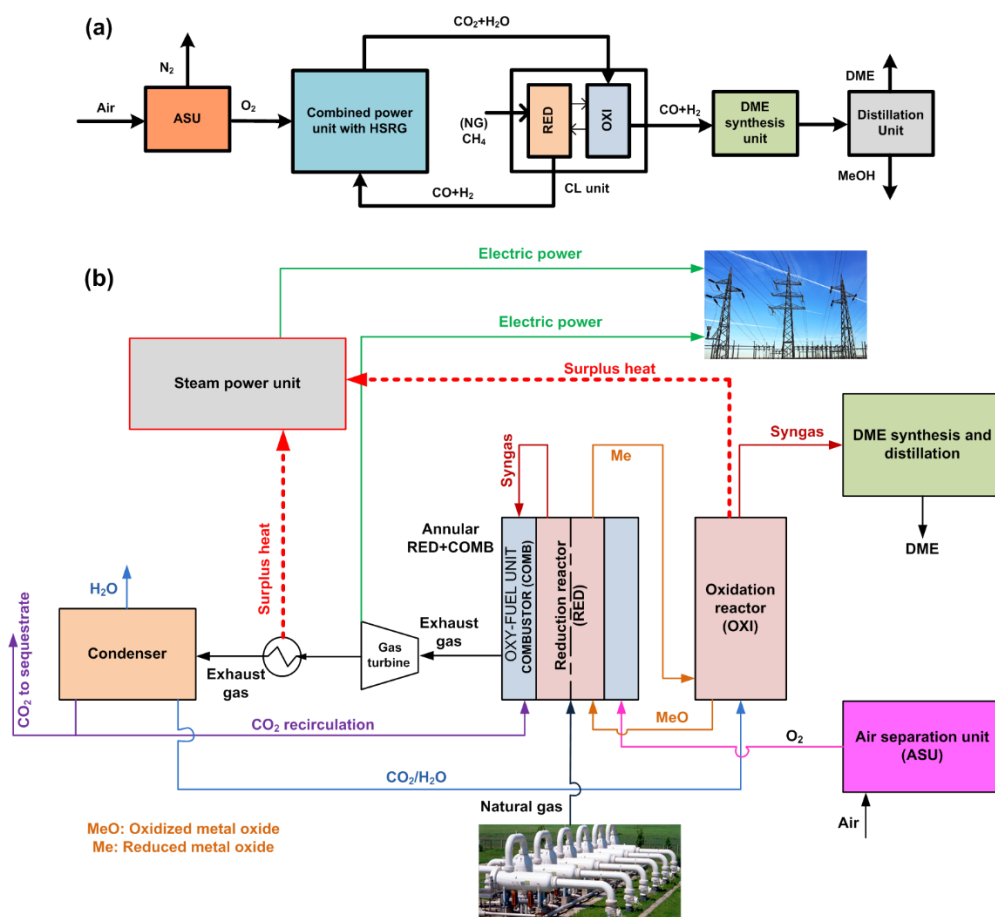 (a)
CO₂+H₂O
N₂
Air
ASU
O₂
Combined power
unit with HSRG
(NG)
CH₄
RED
OXI
CL unit
CO+H₂
CO+H₂
DME
synthesis
unit
DME
Distillation
Unit
MeOH
(b)
Electric power
Electric power
Steam power unit
Surplus heat
Syngas
DME synthesis and
distillation
DME
Syngas
Me
Annular
RED+COMB
OXY-FUEL UNIT
COMBUSTOR (COMB)
Reduction reactor
(RED)
Oxidation reactor
(OXI)
Surplus heat
H₂O
Condenser
Exhaust
gas
Gas
turbine
Exhaust
gas
CO₂ to sequestrate
CO₂ recirculation
MeO
O₂
Air separation unit
(ASU)
Air
CO₂/H₂O
Natural gas
MeO: Oxidized metal oxide
Me: Reduced metal oxide